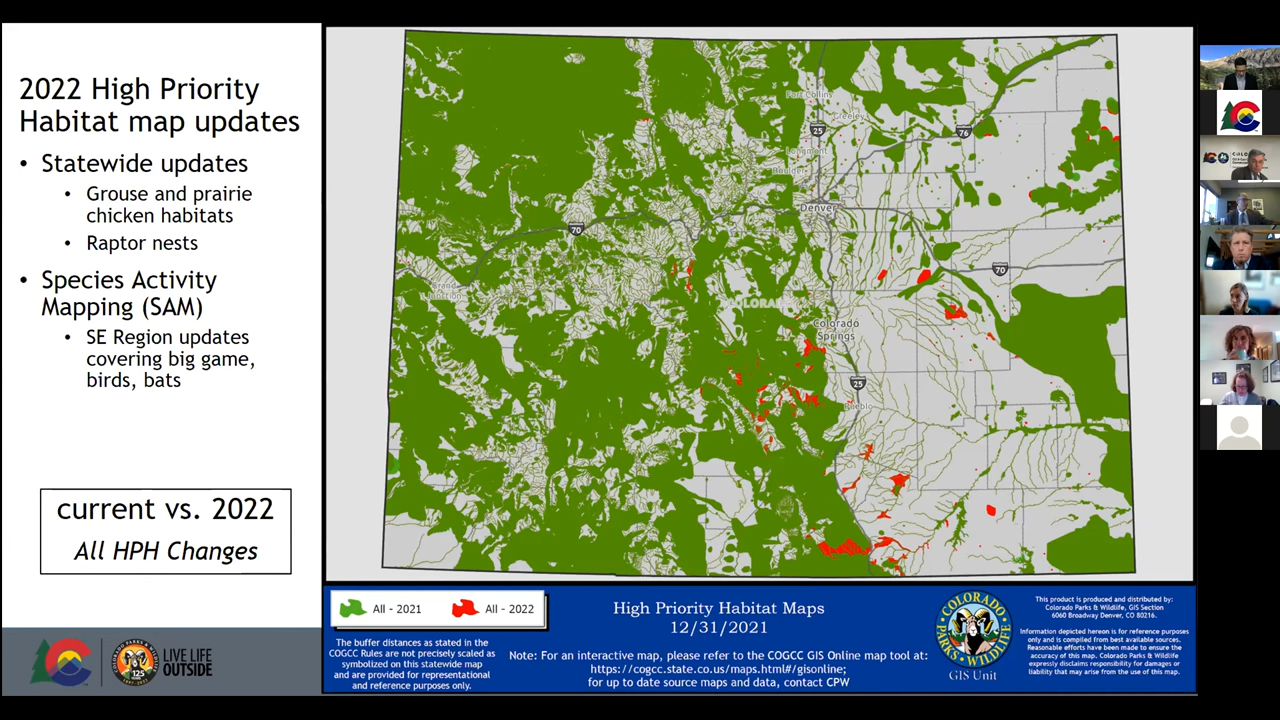 2022 High Priority
Habitat map updates
• Statewide updates
• Grouse and prairie
chicken habitats
• Raptor nests
• Species Activity
Mapping (SAM)
• SE Region updates
covering big game,
birds, bats
current vs. 2022
All HPH Changes
LIVE LIFE
OUTSIDE
125
Fort Collins
Greeley
25
76
Longmont
Boulder
Denver
70
70
Grand
Junction
COLORADO
Colorado
Springs
25
Pueblo
All - 2021
All - 2022
The buffer distances as stated in the
COGCC Rules are not precisely scaled as
symbolized on this statewide map
and are provided for representational
and reference purposes only.
High Priority Habitat Maps
12/31/2021
Note: For an interactive map, please refer to the COGCC GIS Online map tool at:
https://cogcc.state.co.us/maps.html#/gisonline;
for up to date source maps and data, contact CPW
COLORADO
PARKS & WILDLIFE
GIS Unit
This product is produced and distributed by:
Colorado Parks & Wildlife, GIS Section
6060 Broadway Denver, CO 80216.
Information depicted hereon is for reference purposes
only and is compiled from best available sources.
Reasonable efforts have been made to ensure the
accuracy of this map. Colorado Parks & Wildlife
expressly disclaims responsibility for damages or
liability that may arise from the use of this map.